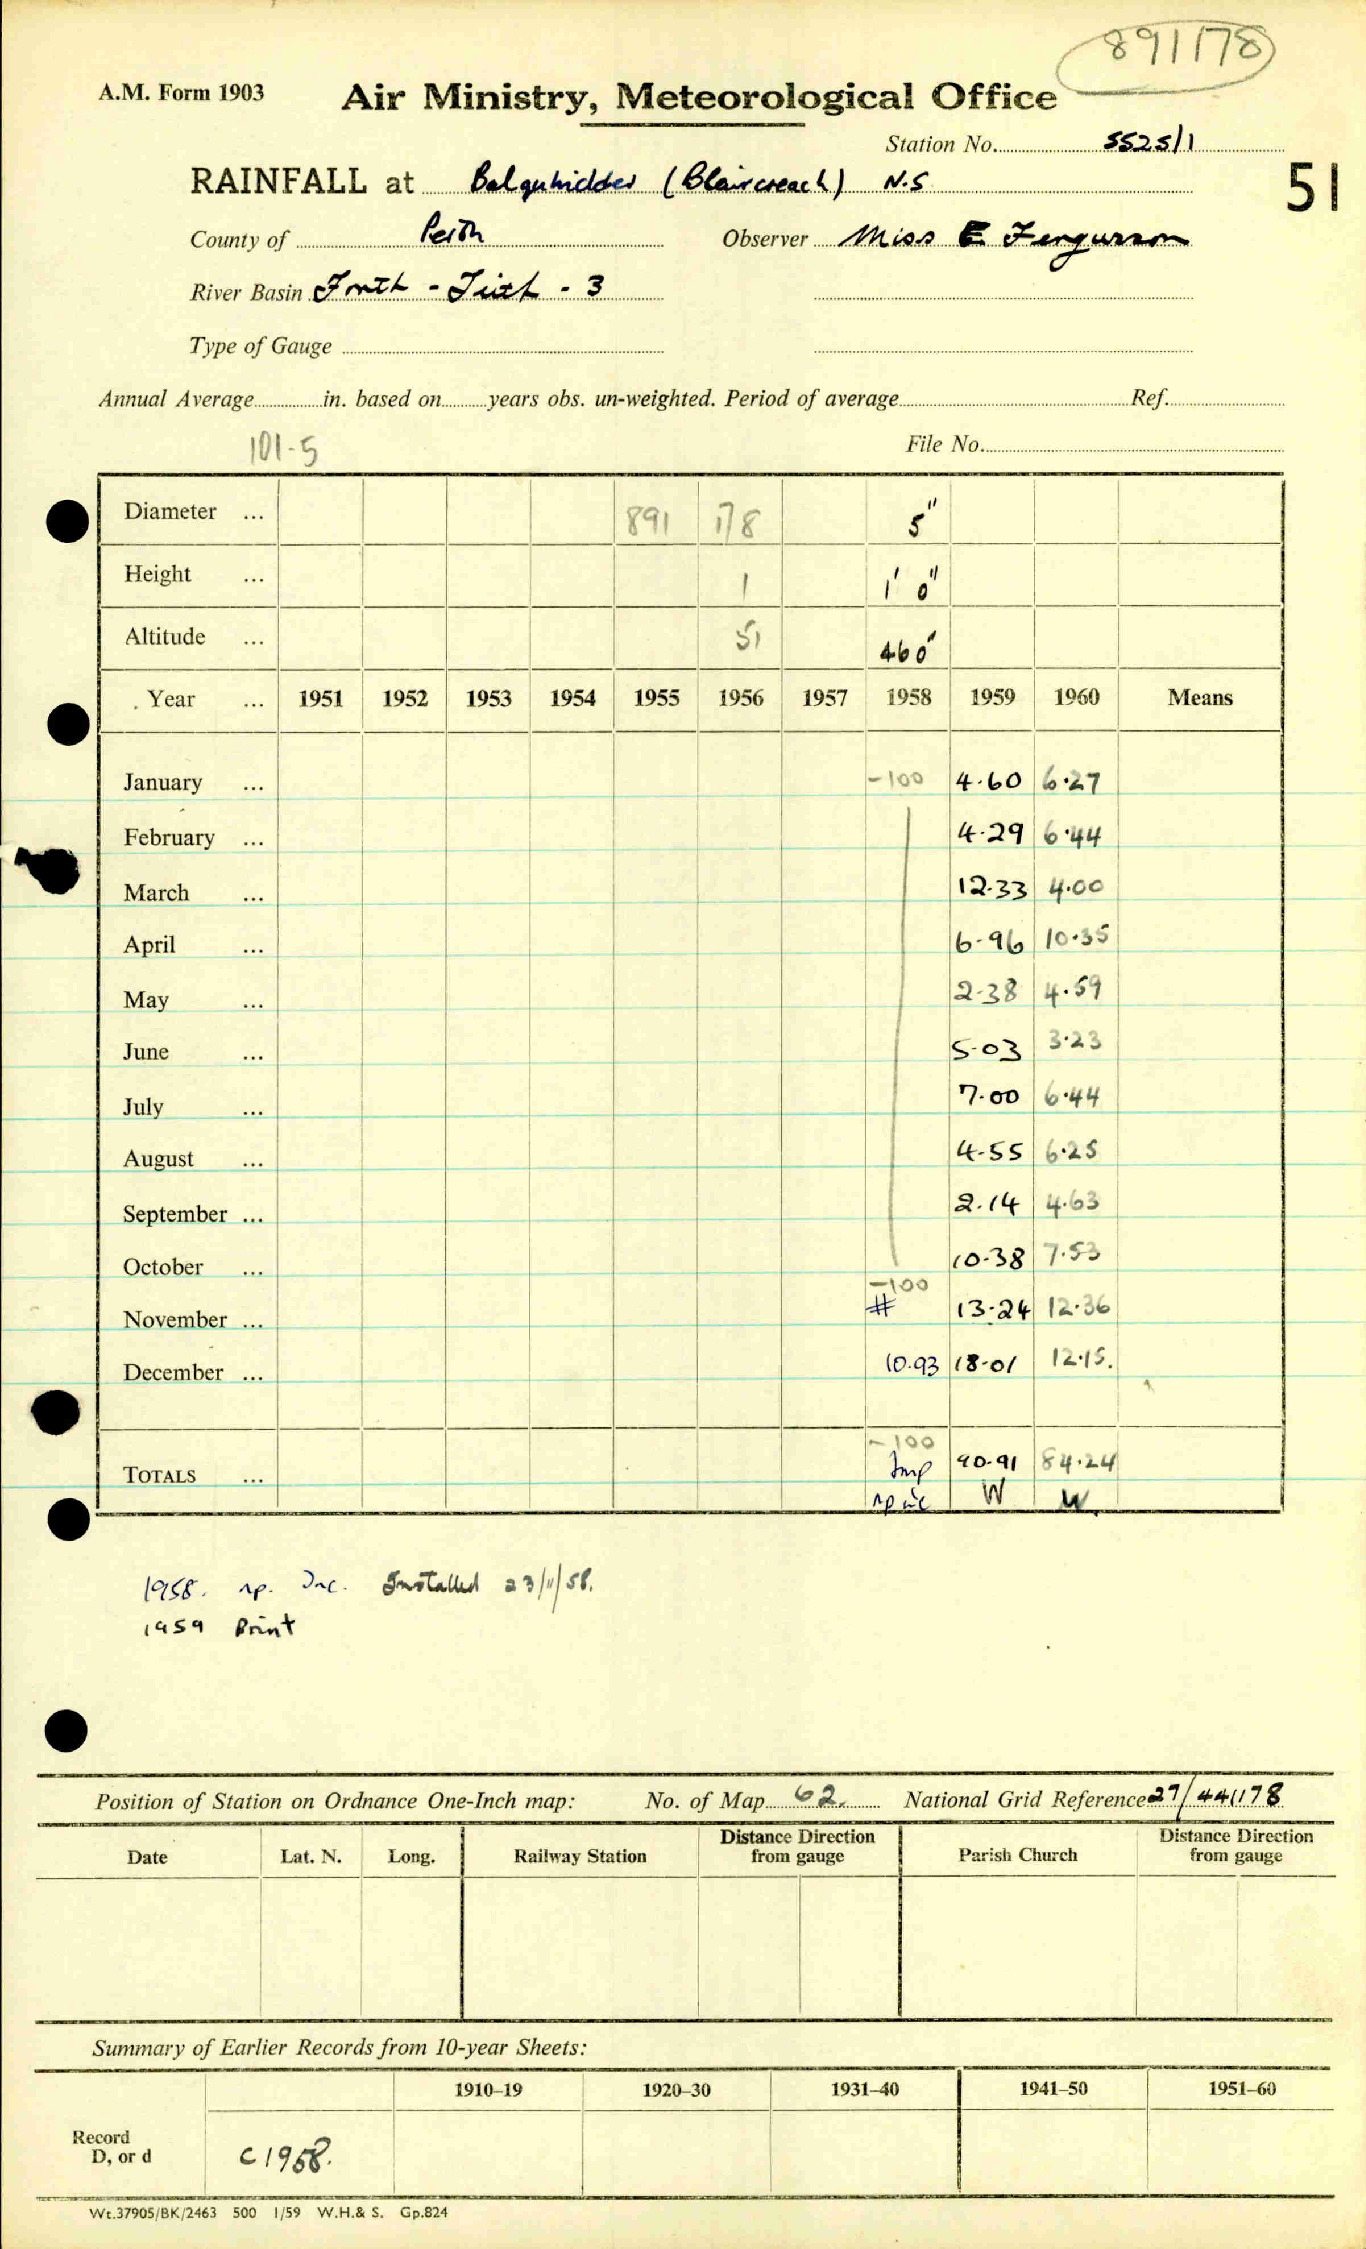 891178
A.M. Form 1903
Air Ministry, Meteorological Office
Station No. 5525/1
51
RAINFALL at Balquhidder (Blaircreach) N.S
County of Perth Observer Miss E Fergusson
River Basin Forth - Teith - 3
Type of Gauge
Annual Average in. based on years obs. un-weighted. Period of average Ref.
101-5 File No.
Diameter ... 891 178 5"
Height ... 1 1' 0"
Altitude ... 51 460'
Year ... 1951 1952 1953 1954 1955 1956 1957 1958 1959 1960 Means
January ... -100 4.60 6.27
February ... 4.29 6.44
March ... 12.33 4.00
April ... 6.96 10.35
May ... 2.38 4.59
June ... 5.03 3.23
July ... 7.00 6.44
August ... 4.55 6.25
September ... 2.14 4.63
October ... 10.38 7.53
-100
November ... # 13.24 12.36
December ... 10.93 18.01 12.15.
-100
TOTALS ... Imp 90.91 84.24
np inc W W
1958. np. Inc. Installed 23/11/58.
1959 Print
Position of Station on Ordnance One-Inch map: No. of Map 62. National Grid Reference 27/441178
Date Lat. N. Long. Railway Station Distance Direction from gauge Parish Church Distance Direction from gauge
Summary of Earlier Records from 10-year Sheets:
1910–19 1920–30 1931–40 1941–50 1951–60
Record
D, or d C1958.
Wt.37905/BK/2463 500 1/59 W.H.& S. Gp.824